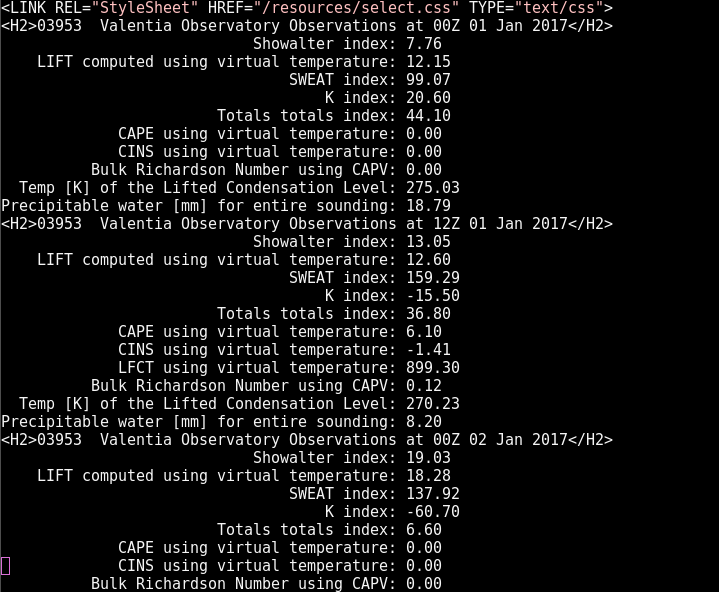 <LINK REL="StyleSheet" HREF="/resources/select.css" TYPE="text/css">
<H2>03953  Valentia Observatory Observations at 00Z 01 Jan 2017</H2>
                            Showalter index: 7.76
    LIFT computed using virtual temperature: 12.15
                                SWEAT index: 99.07
                                    K index: 20.60
                        Totals totals index: 44.10
             CAPE using virtual temperature: 0.00
             CINS using virtual temperature: 0.00
          Bulk Richardson Number using CAPV: 0.00
  Temp [K] of the Lifted Condensation Level: 275.03
Precipitable water [mm] for entire sounding: 18.79
<H2>03953  Valentia Observatory Observations at 12Z 01 Jan 2017</H2>
                            Showalter index: 13.05
    LIFT computed using virtual temperature: 12.60
                                SWEAT index: 159.29
                                    K index: -15.50
                        Totals totals index: 36.80
             CAPE using virtual temperature: 6.10
             CINS using virtual temperature: -1.41
             LFCT using virtual temperature: 899.30
          Bulk Richardson Number using CAPV: 0.12
  Temp [K] of the Lifted Condensation Level: 270.23
Precipitable water [mm] for entire sounding: 8.20
<H2>03953  Valentia Observatory Observations at 00Z 02 Jan 2017</H2>
                            Showalter index: 19.03
    LIFT computed using virtual temperature: 18.28
                                SWEAT index: 137.92
                                    K index: -60.70
                        Totals totals index: 6.60
             CAPE using virtual temperature: 0.00
             CINS using virtual temperature: 0.00
          Bulk Richardson Number using CAPV: 0.00